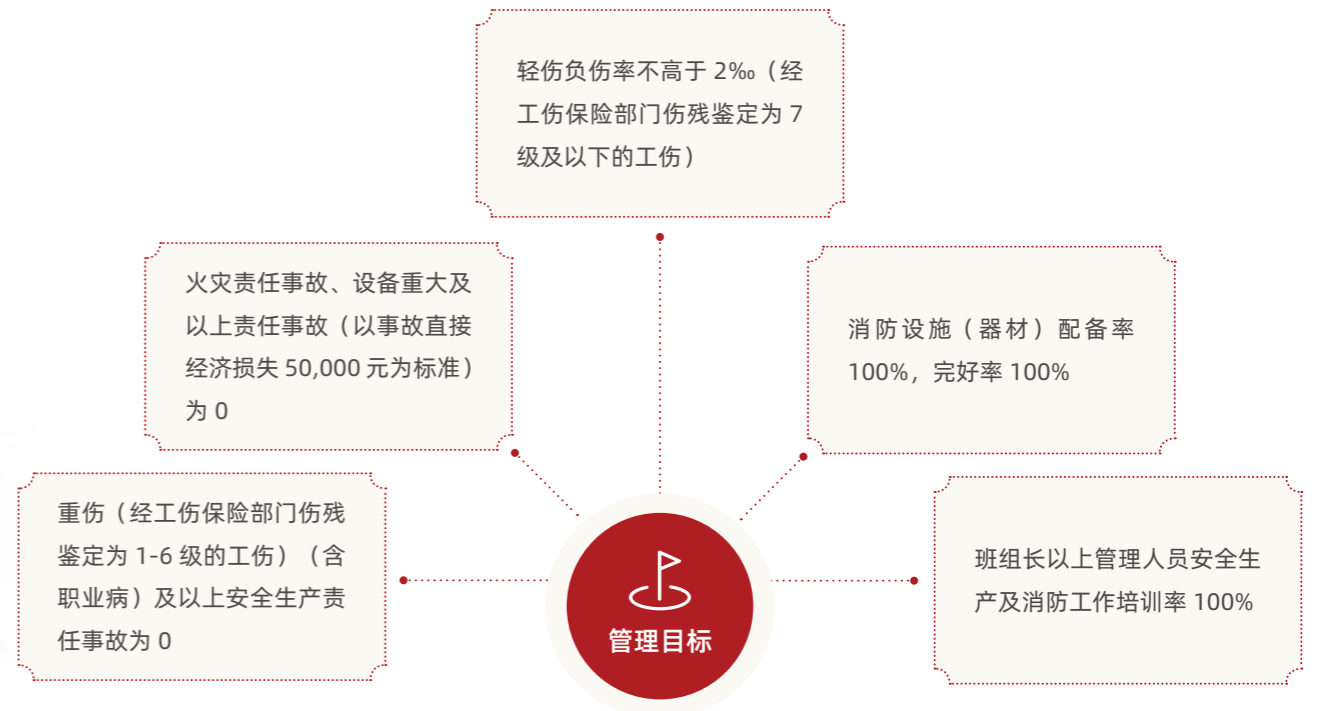 轻伤负伤率不高于 2‰（经
工伤保险部门伤残鉴定为 7
级及以下的工伤）
火灾责任事故、设备重大及
以上责任事故（以事故直接
经济损失 50,000 元为标准）
为 0
消防设施（器材）配备率
100%，完好率 100%
重伤（经工伤保险部门伤残
鉴定为 1-6 级的工伤）（含
职业病）及以上安全生产责
任事故为 0
班组长以上管理人员安全生
产及消防工作培训率 100%
管理目标